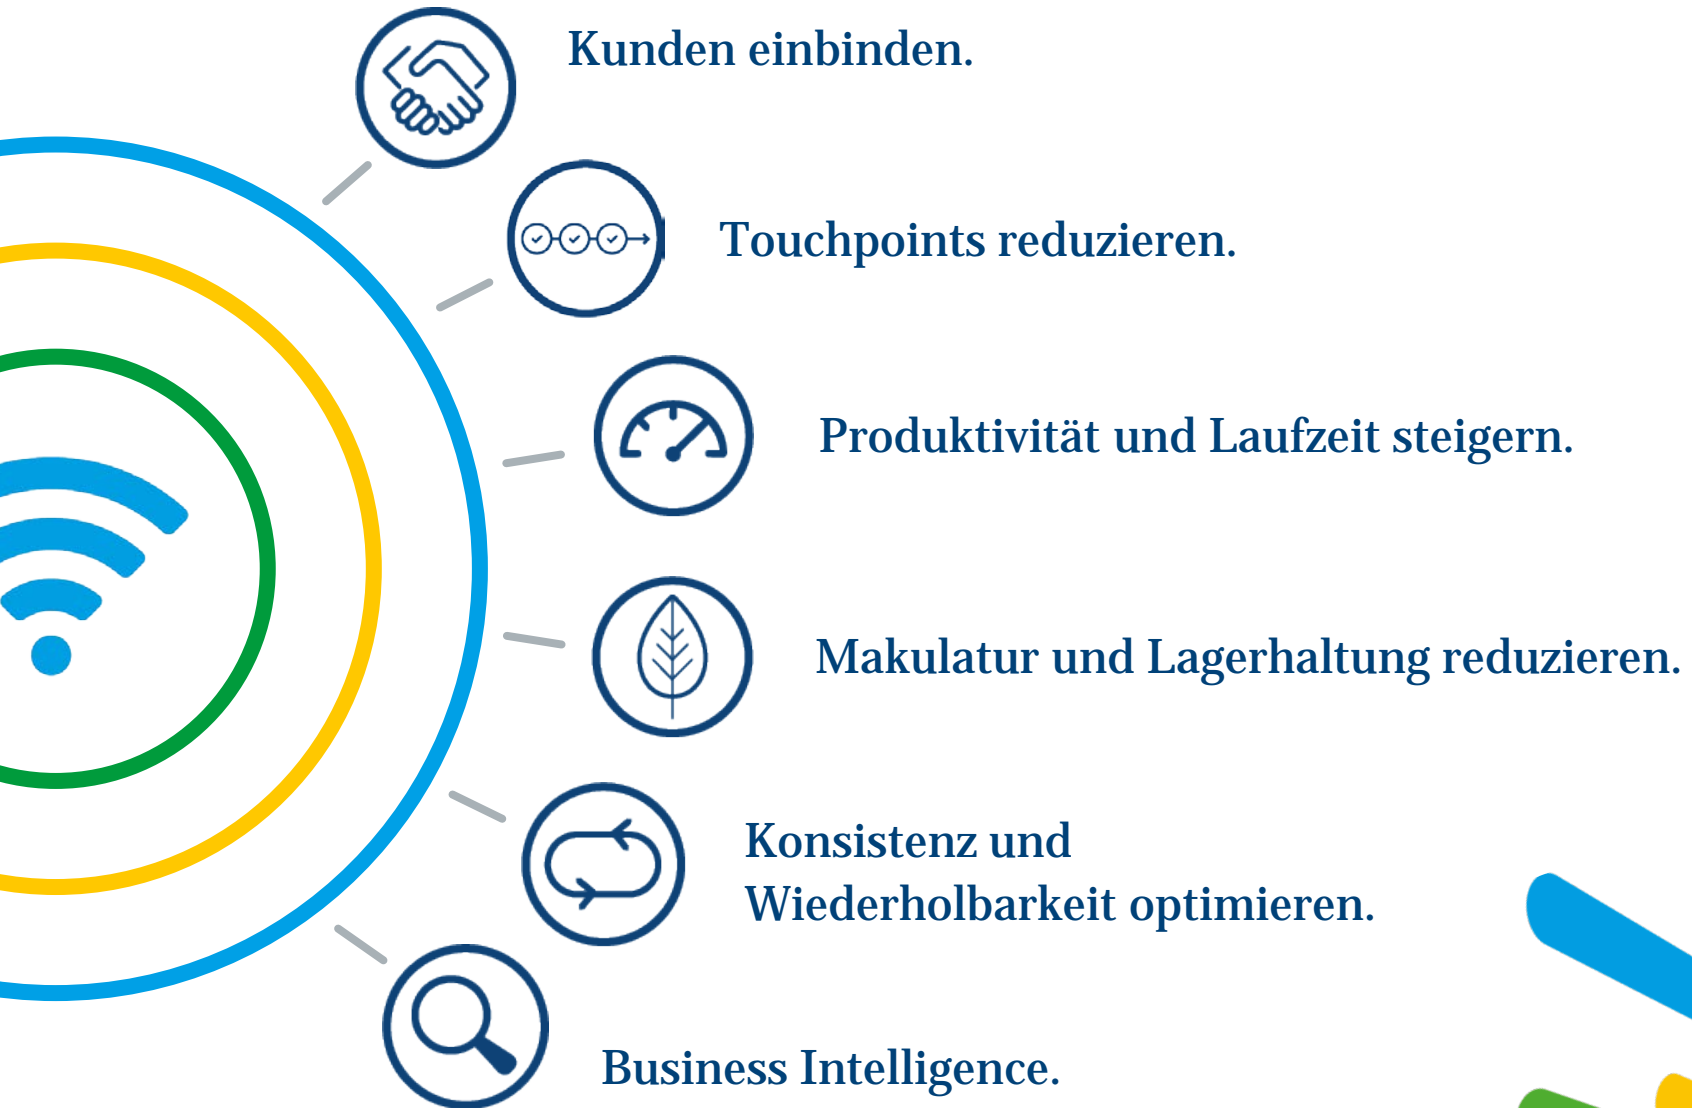 Kunden einbinden.
Touchpoints reduzieren.
Produktivität und Laufzeit steigern.
Makulatur und Lagerhaltung reduzieren.
Konsistenz und
Wiederholbarkeit optimieren.
Business Intelligence.